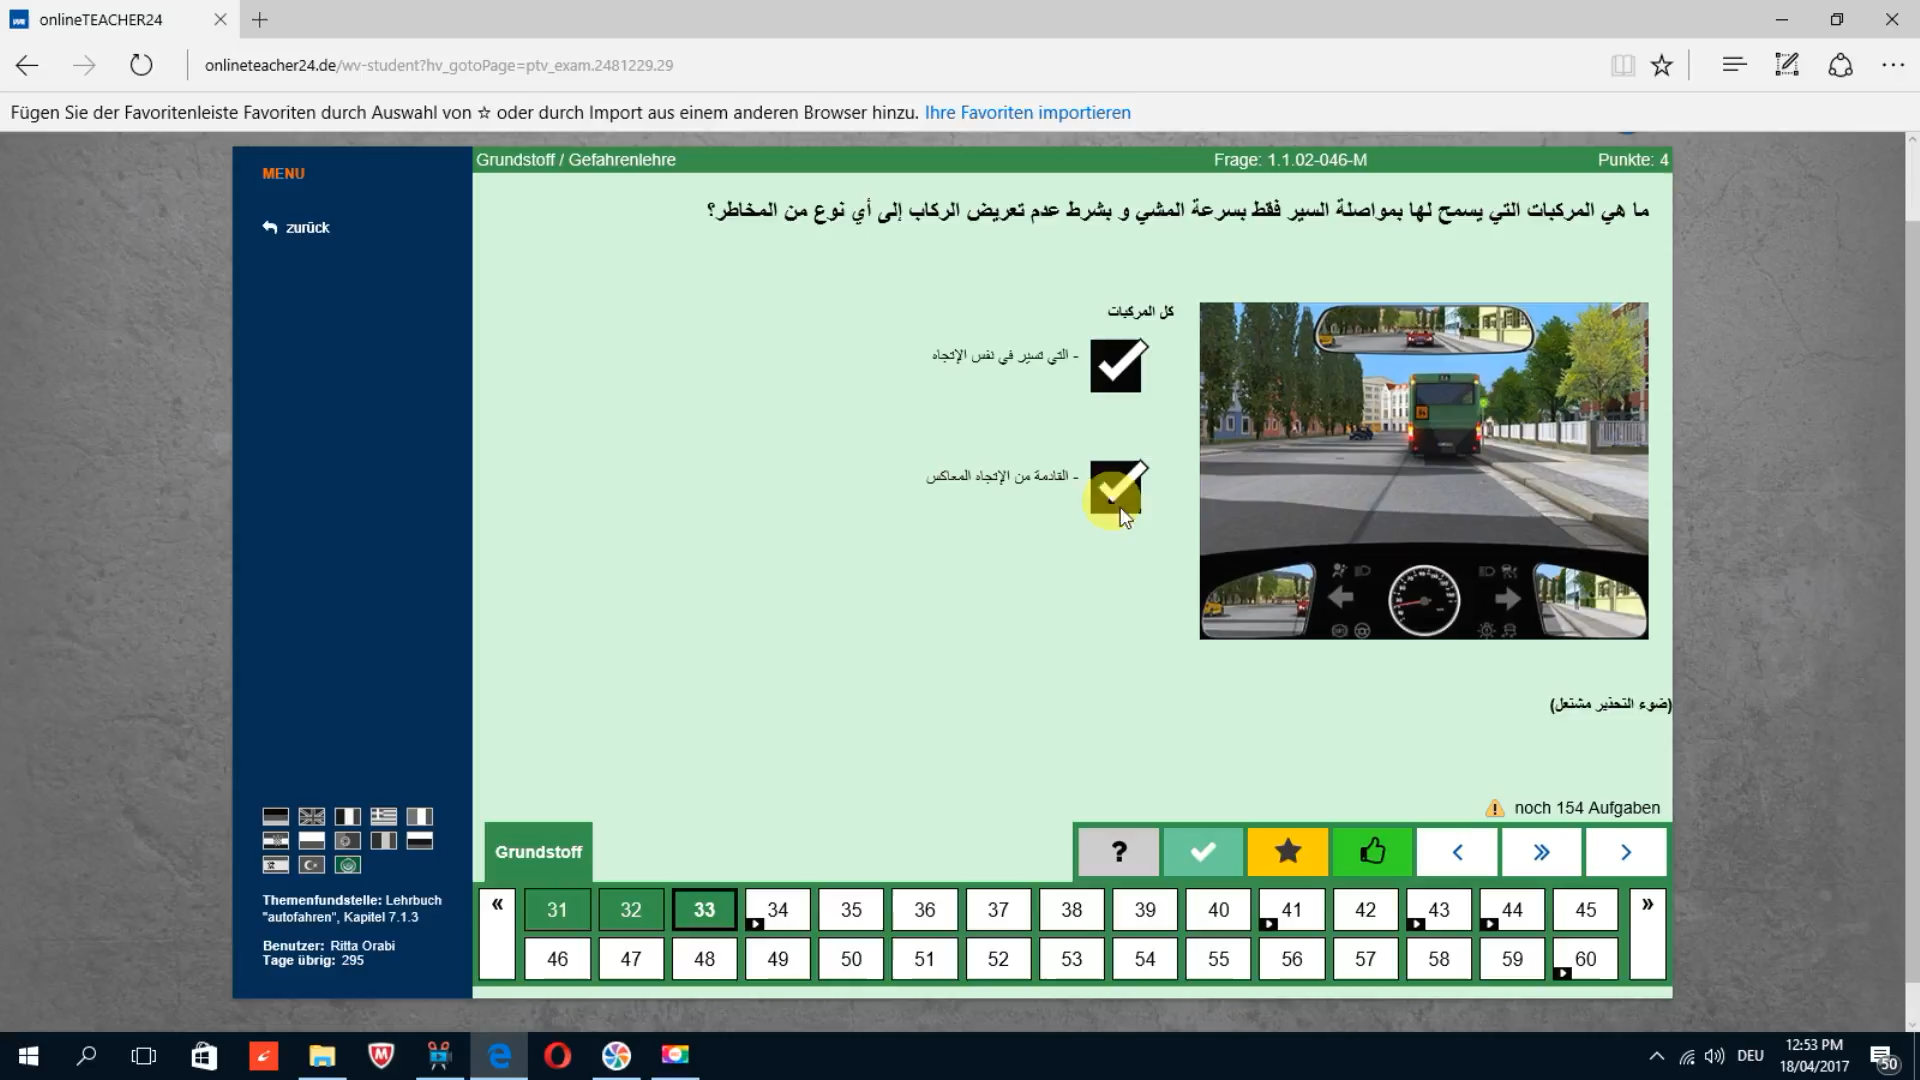 onlineTEACHER24
onlineteacher24.de/wv-student?hv_gotoPage=ptv_exam.2481229.29
Fügen Sie der Favoritenleiste Favoriten durch Auswahl von ☆ oder durch Import aus einem anderen Browser hinzu. Ihre Favoriten importieren
MENU
zurück
Grundstoff / Gefahrenlehre
Frage: 1.1.02-046-M
Punkte: 4
ما هي المركبات التي يسمح لها بمواصلة السير فقط بسرعة المشي و بشرط عدم تعريض الركاب إلى أي نوع من المخاطر؟
كل المركبات
- التي تسير في نفس الإتجاه
- القادمة من الإتجاه المعاكس
(ضوء التحذير مشتعل)
noch 154 Aufgaben
Grundstoff
?
« 31 32 33 34 35 36 37 38 39 40 41 42 43 44 45 »
46 47 48 49 50 51 52 53 54 55 56 57 58 59 60
Themenfundstelle: Lehrbuch
"autofahren", Kapitel 7.1.3
Benutzer: Ritta Orabi
Tage übrig: 295
DEU
12:53 PM
18/04/2017
50